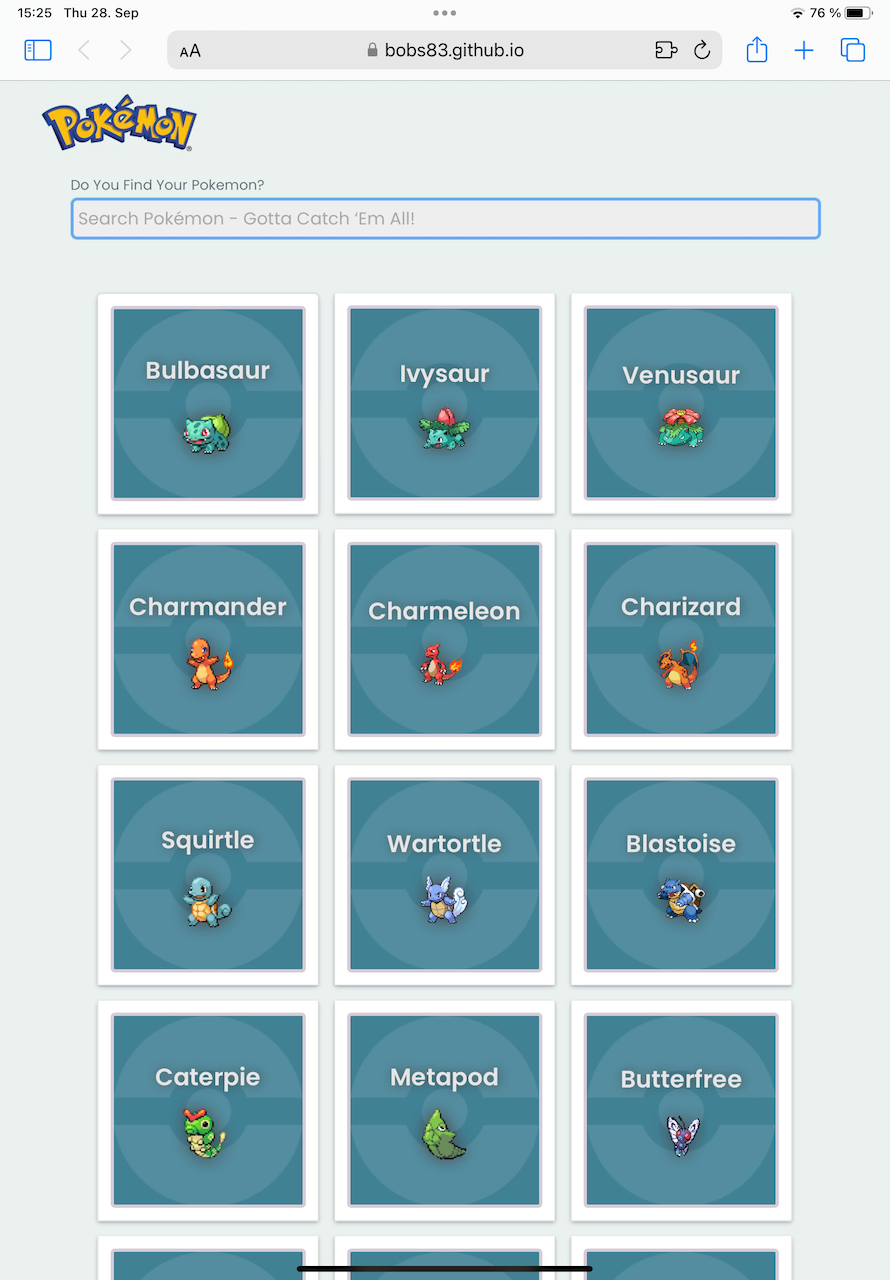 15:25 Thu 28. Sep
76 %
AA
bobs83.github.io
POKéMON
Do You Find Your Pokemon?
Search Pokémon - Gotta Catch ‘Em All!
Bulbasaur
Ivysaur
Venusaur
Charmander
Charmeleon
Charizard
Squirtle
Wartortle
Blastoise
Caterpie
Metapod
Butterfree